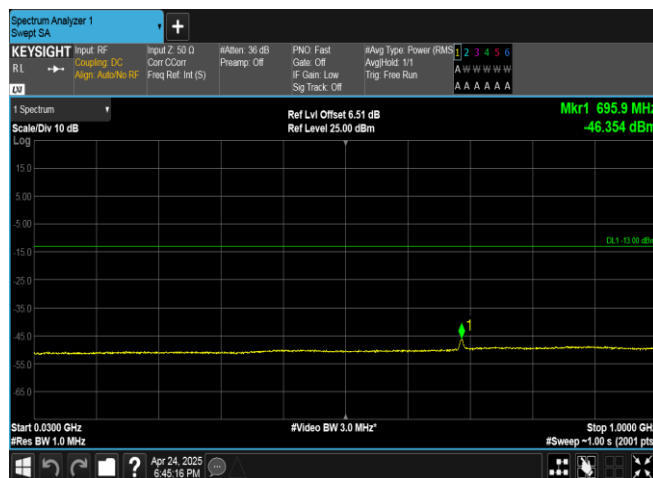 Spectrum Analyzer 1
Swept SA
+
KEYSIGHT
RL
LXI
Input: RF
Coupling: DC
Align: Auto/No RF
Input Z: 50 Ω
Corr CCorr
Freq Ref: Int (S)
#Atten: 36 dB
Preamp: Off
PNO: Fast
Gate: Off
IF Gain: Low
Sig Track: Off
#Avg Type: Power (RMS
Avg|Hold: 1/1
Trig: Free Run
1 2 3 4 5 6
A W W W W W
A A A A A A
1 Spectrum
Scale/Div 10 dB
Log
Ref Lvl Offset 6.51 dB
Ref Level 25.00 dBm
Mkr1 695.9 MHz
-46.354 dBm
15.0
5.00
-5.00
DL1 -13.00 dBm
-15.0
-25.0
-35.0
1
-45.0
-55.0
-65.0
Start 0.0300 GHz
#Res BW 1.0 MHz
#Video BW 3.0 MHz*
Stop 1.0000 GHz
#Sweep ~1.00 s (2001 pts
?
Apr 24, 2025
6:45:16 PM